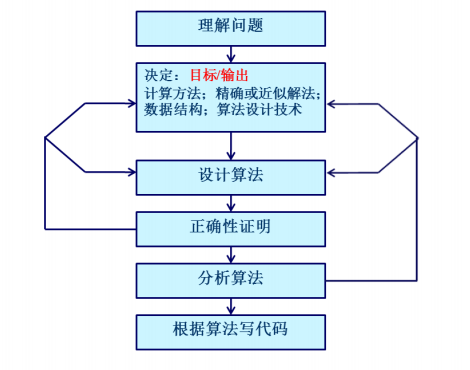 理解问题
决定：目标/输出
计算方法；精确或近似解法；
数据结构；算法设计技术
设计算法
正确性证明
分析算法
根据算法写代码